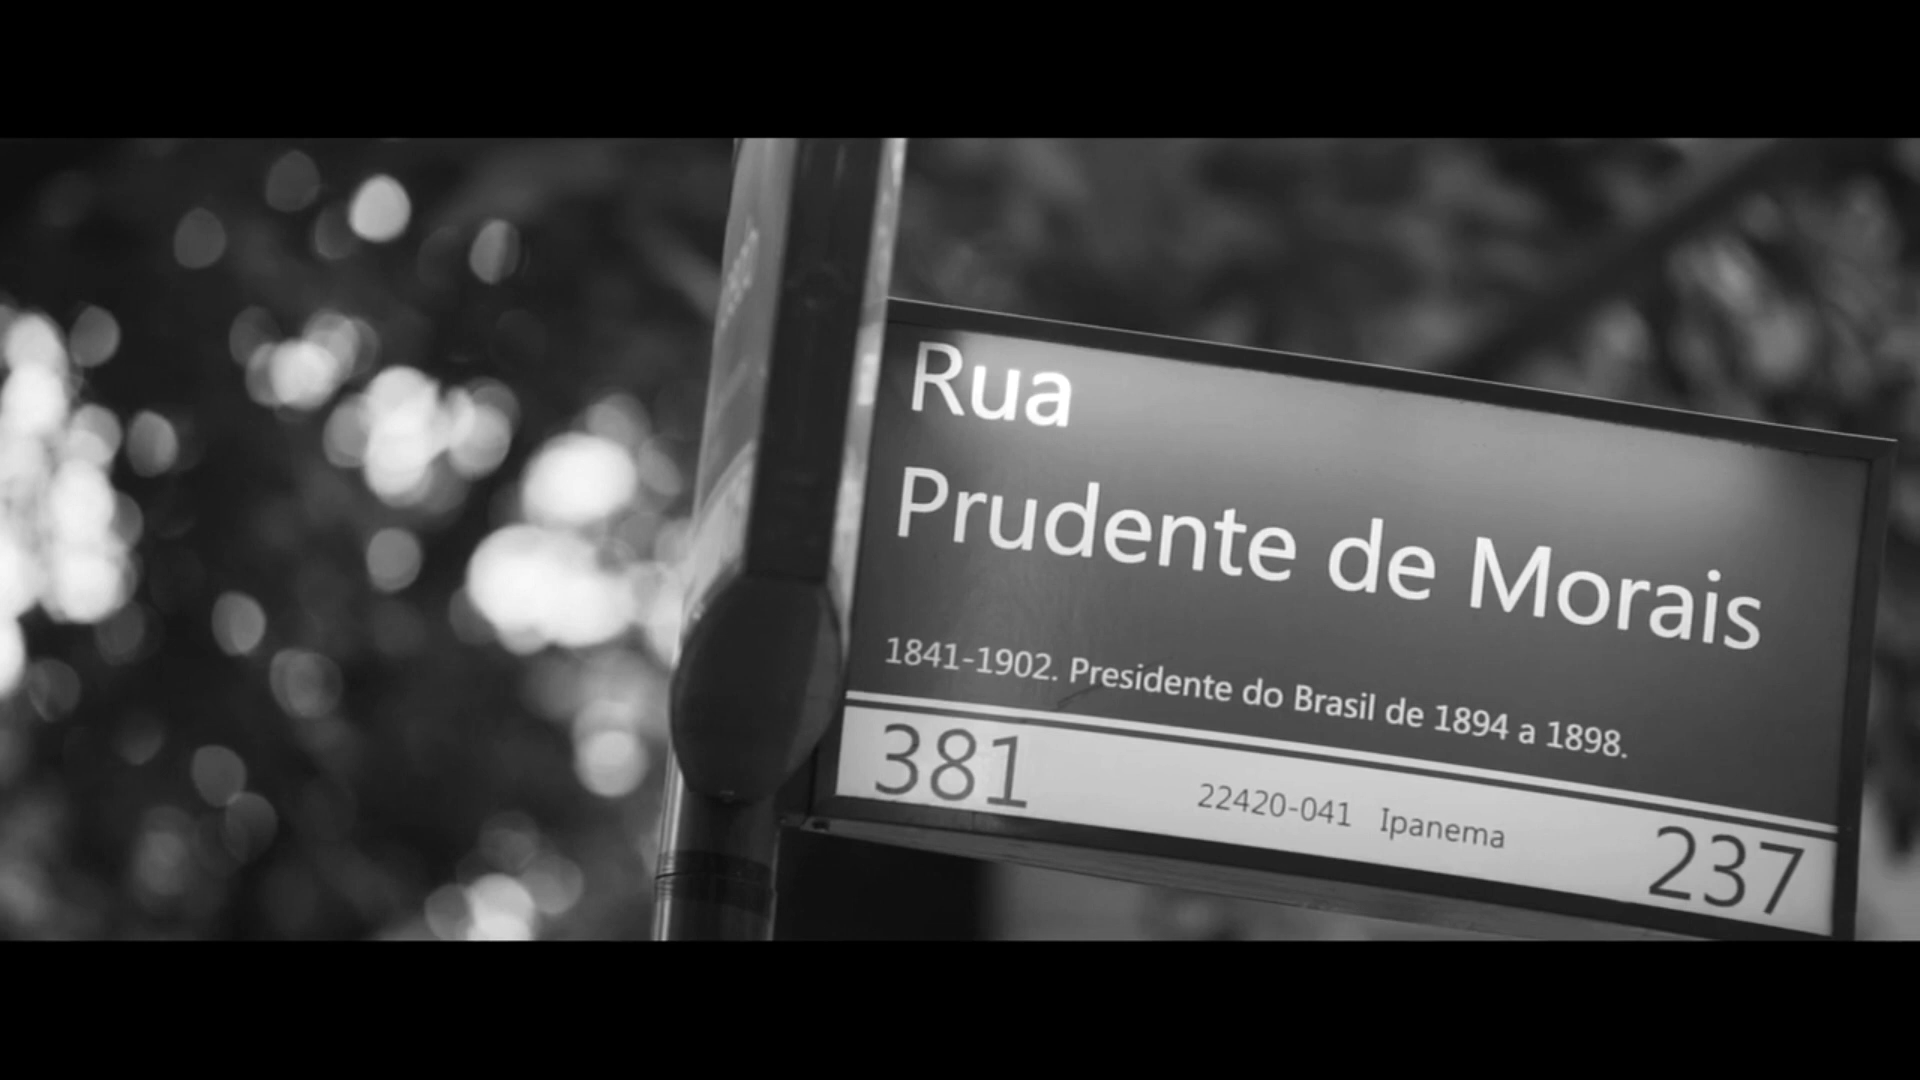 Rua
Prudente de Morais
1841-1902. Presidente do Brasil de 1894 a 1898.
381 22420-041 Ipanema 237